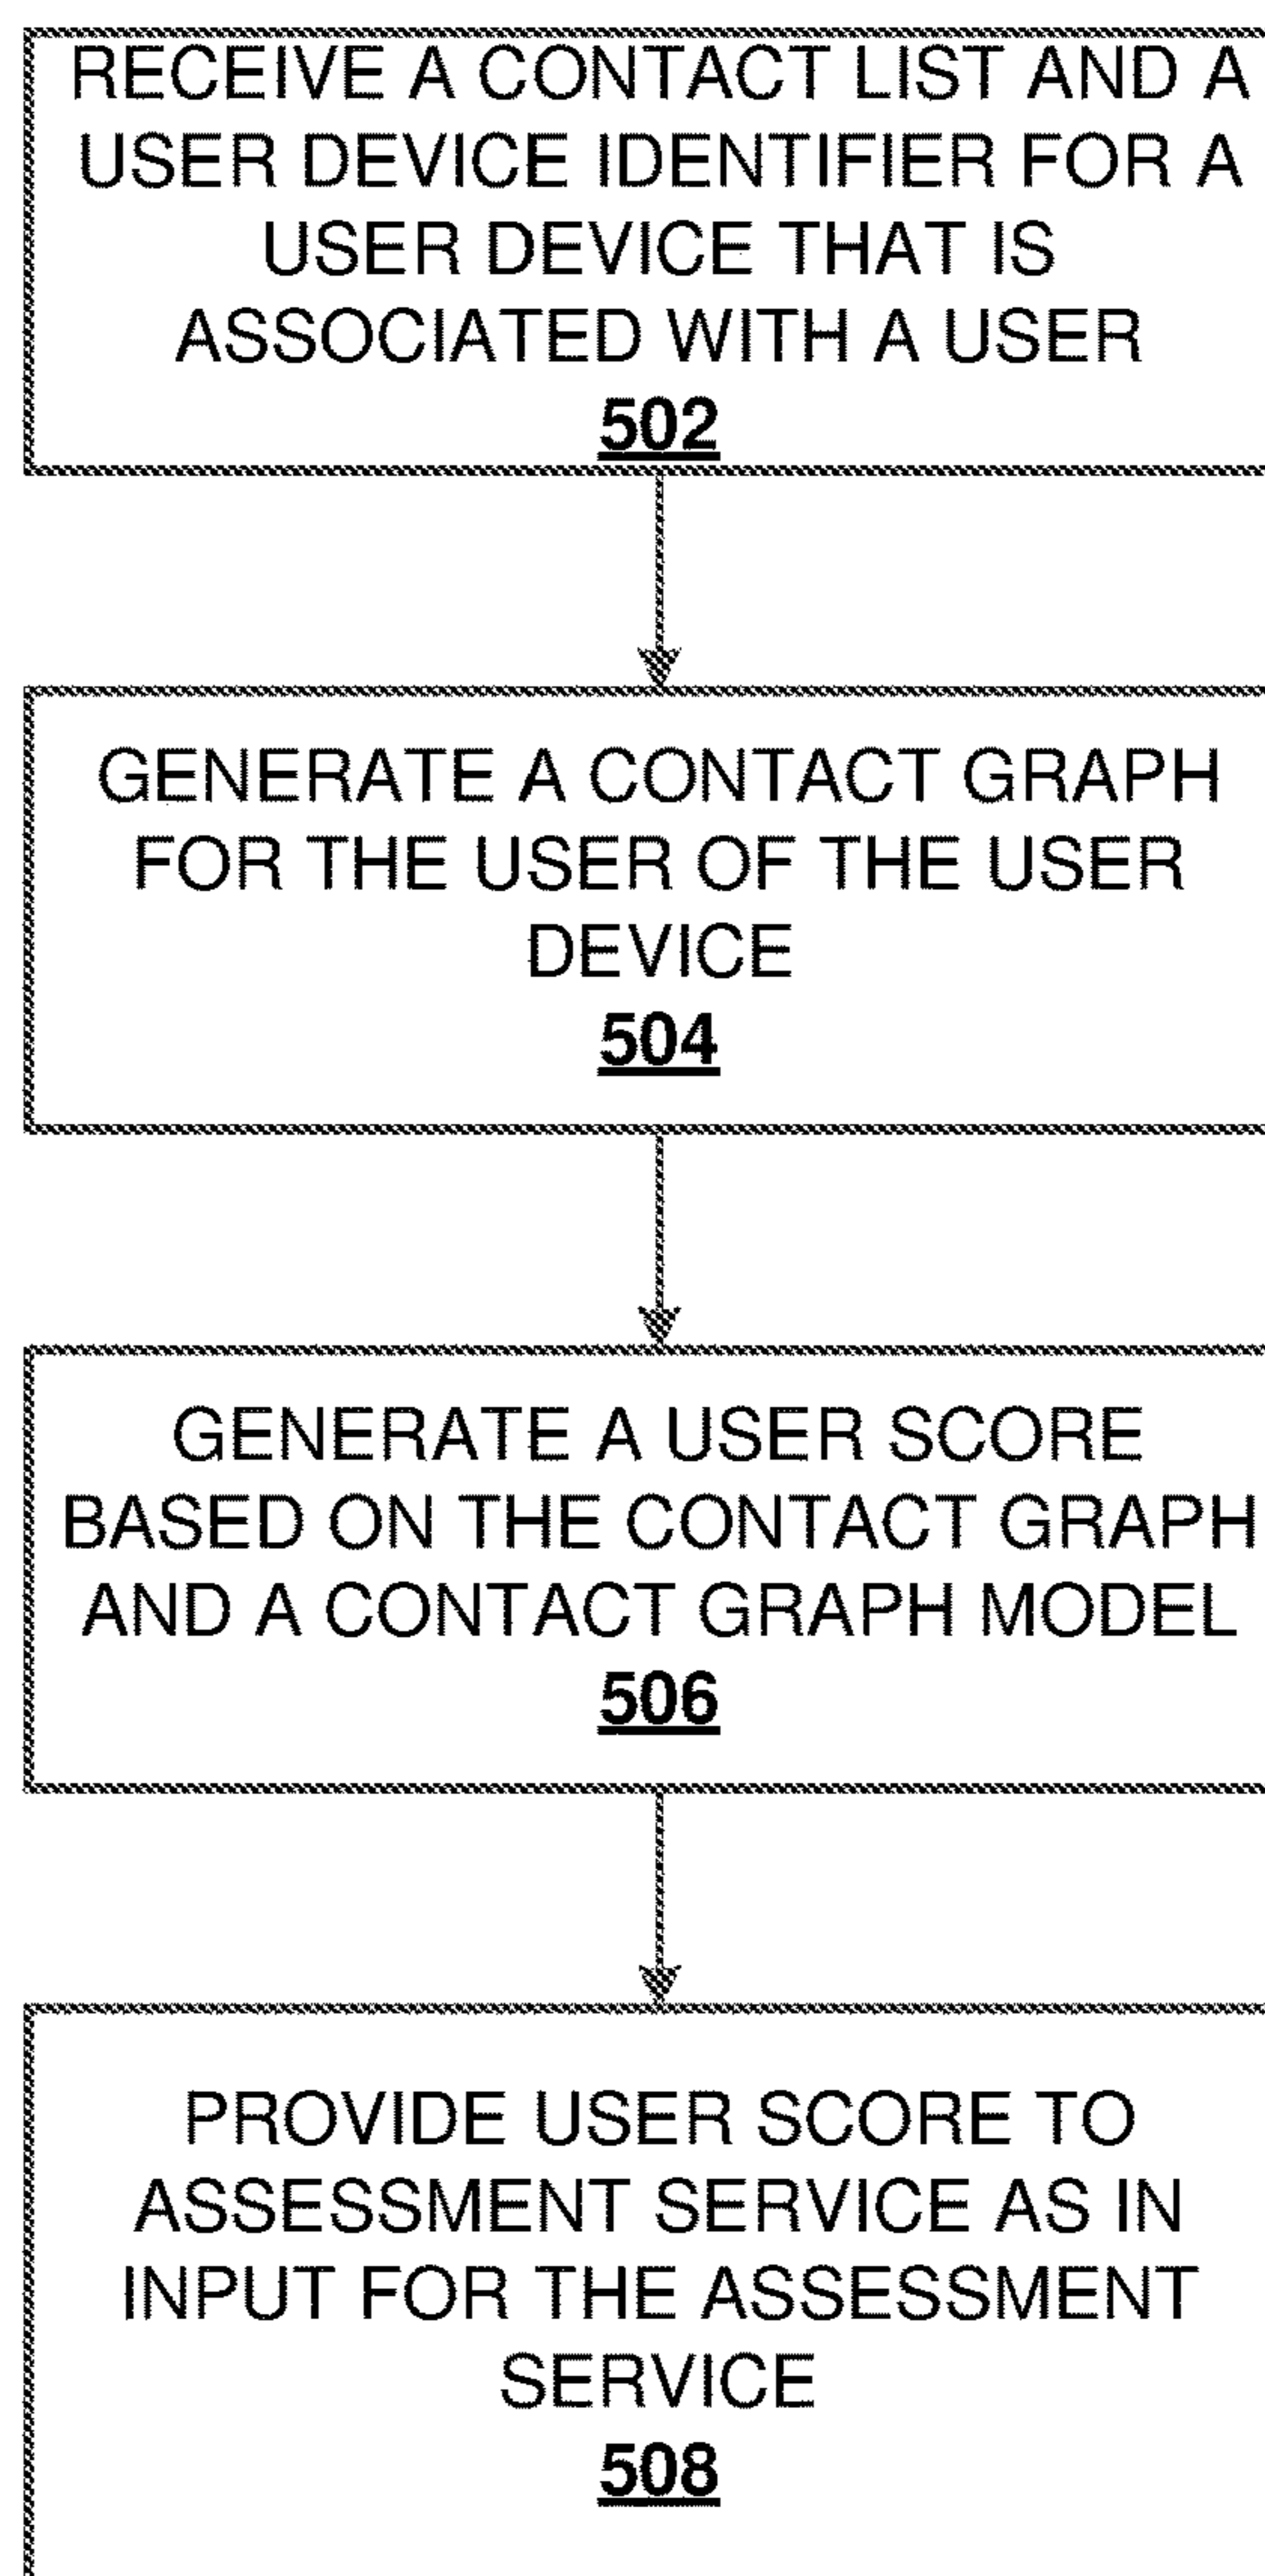 RECEIVE A CONTACT LIST AND A
USER DEVICE IDENTIFIER FOR A
USER DEVICE THAT IS
ASSOCIATED WITH A USER
502
GENERATE A CONTACT GRAPH
FOR THE USER OF THE USER
DEVICE
504
GENERATE A USER SCORE
BASED ON THE CONTACT GRAPH
AND A CONTACT GRAPH MODEL
506
PROVIDE USER SCORE TO
ASSESSMENT SERVICE AS IN
INPUT FOR THE ASSESSMENT
SERVICE
508